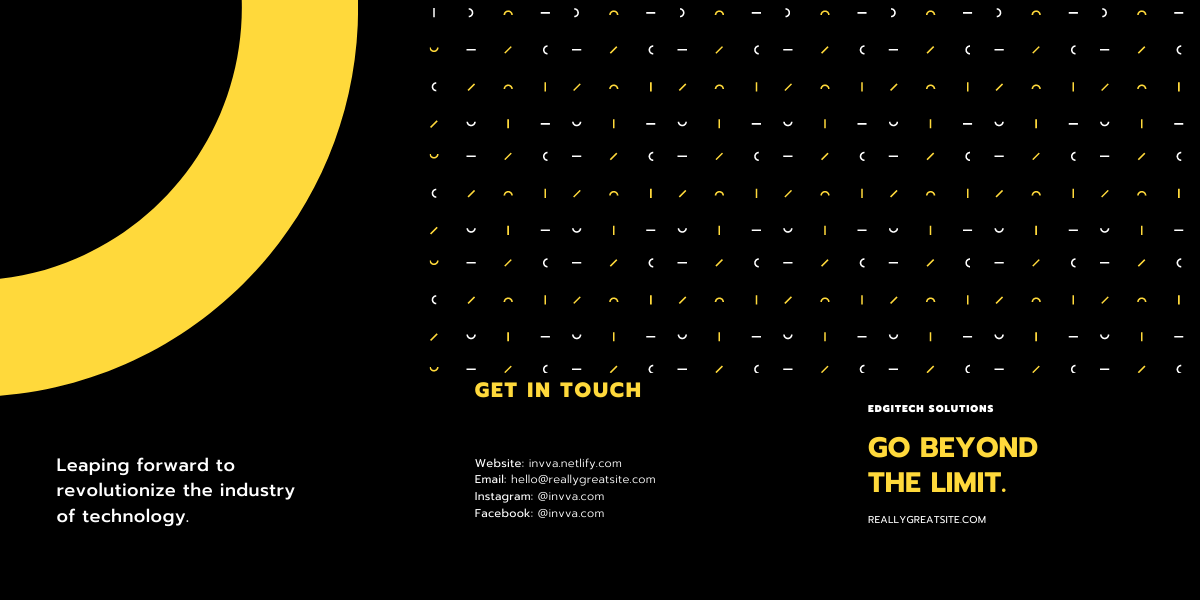 Leaping forward to
revolutionize the industry
of technology.
GET IN TOUCH
Website: invva.netlify.com
Email: hello@reallygreatsite.com
Instagram: @invva.com
Facebook: @invva.com
EDGITECH SOLUTIONS
GO BEYOND
THE LIMIT.
REALLYGREATSITE.COM